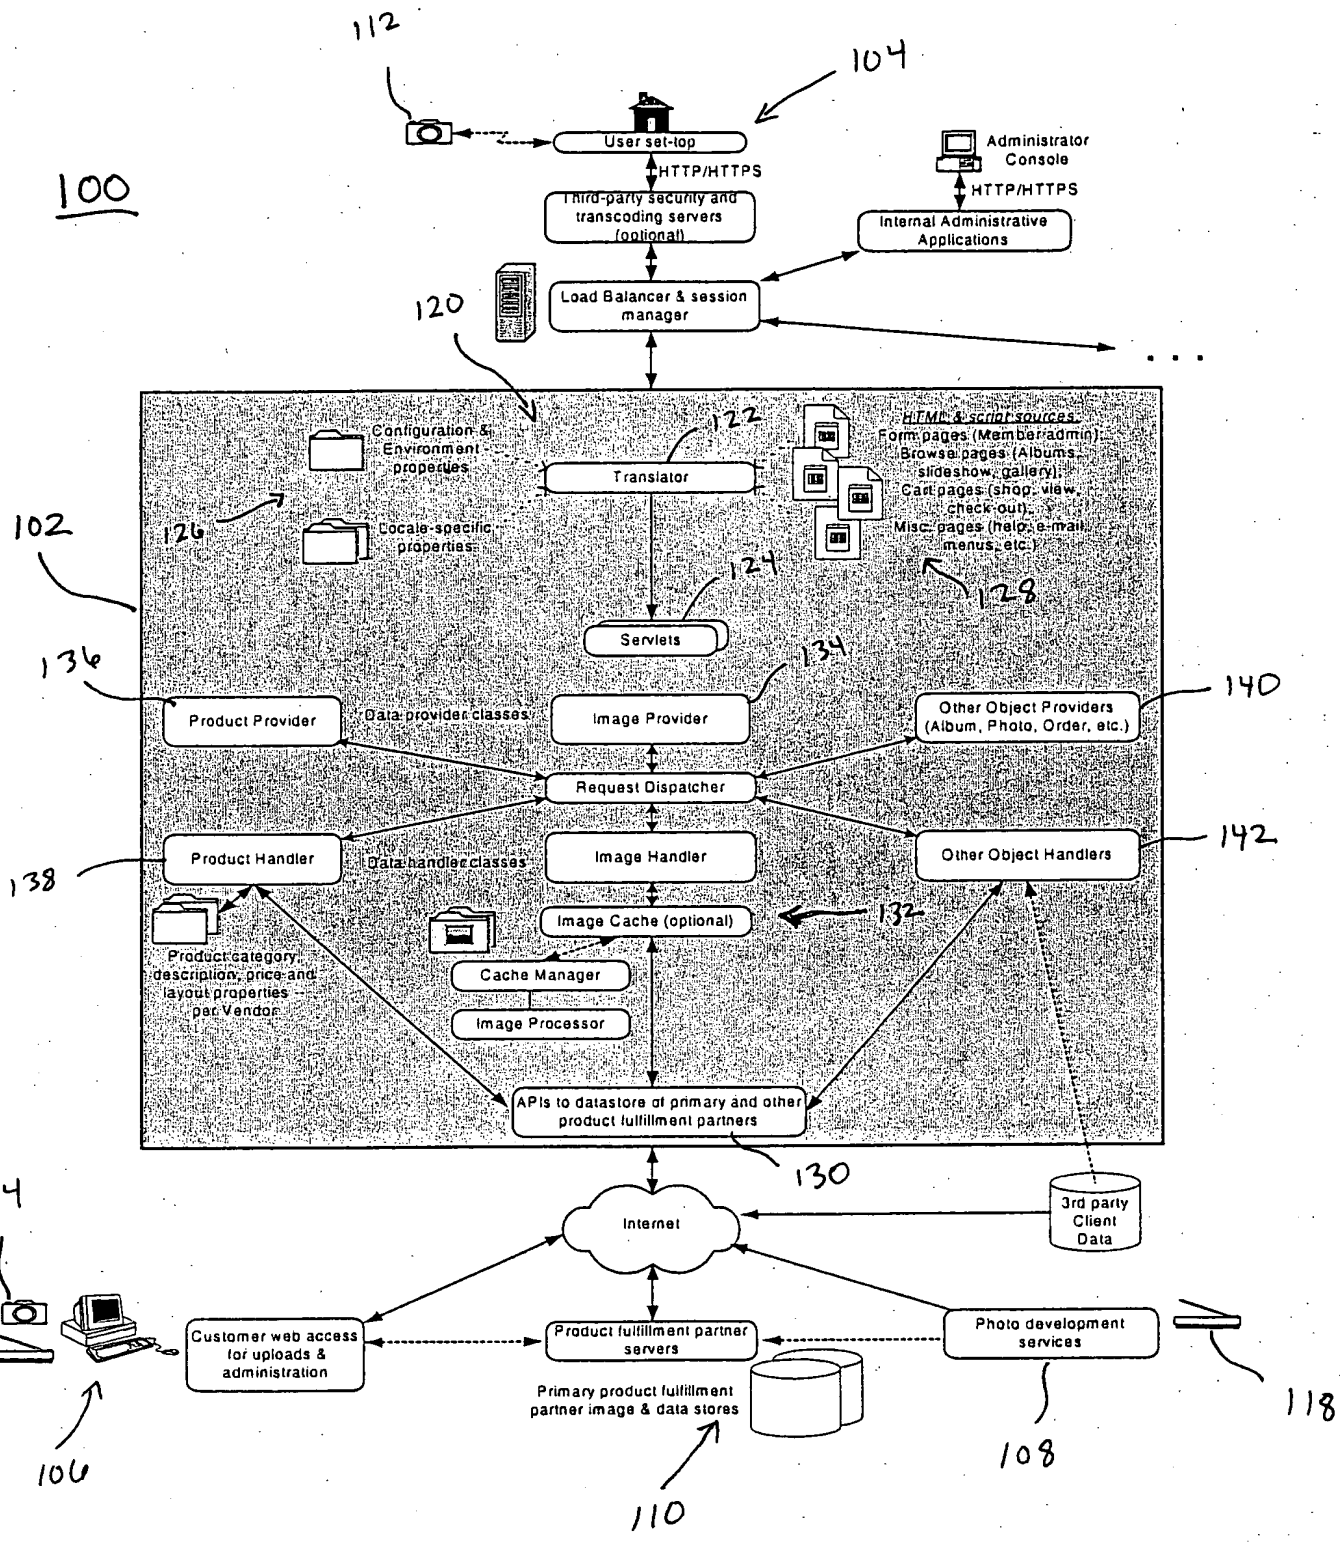 112
104
User set-top
Administrator
Console
HTTP/HTTPS
HTTP/HTTPS
100
Third-party security and
transcoding servers
(optional)
Internal Administrative
Applications
Load Balancer & session
manager
120
. . .
122
Configuration &
Environment
properties
HTML & script sources
Form pages (Member admin),
Browse pages (Albums,
slideshow, gallery),
Cart pages (shop, view,
check-out),
Misc. pages (help, e-mail,
menus, etc.)
Translator
126
Locale-specific
properties
102
124
128
Servlets
136
134
140
Product Provider
Data provider classes
Image Provider
Other Object Providers
(Album, Photo, Order, etc.)
Request Dispatcher
142
Product Handler
Data handler classes
Image Handler
Other Object Handlers
138
Image Cache (optional)
132
Product category,
description, price and
layout properties --
per Vendor
Cache Manager
Image Processor
APIs to datastore of primary and other
product fulfillment partners
130
4
Internet
3rd party
Client
Data
Customer web access
for uploads &
administration
Product fulfillment partner
servers
Photo development
services
Primary product fulfillment
partner image & data stores
118
106
108
110